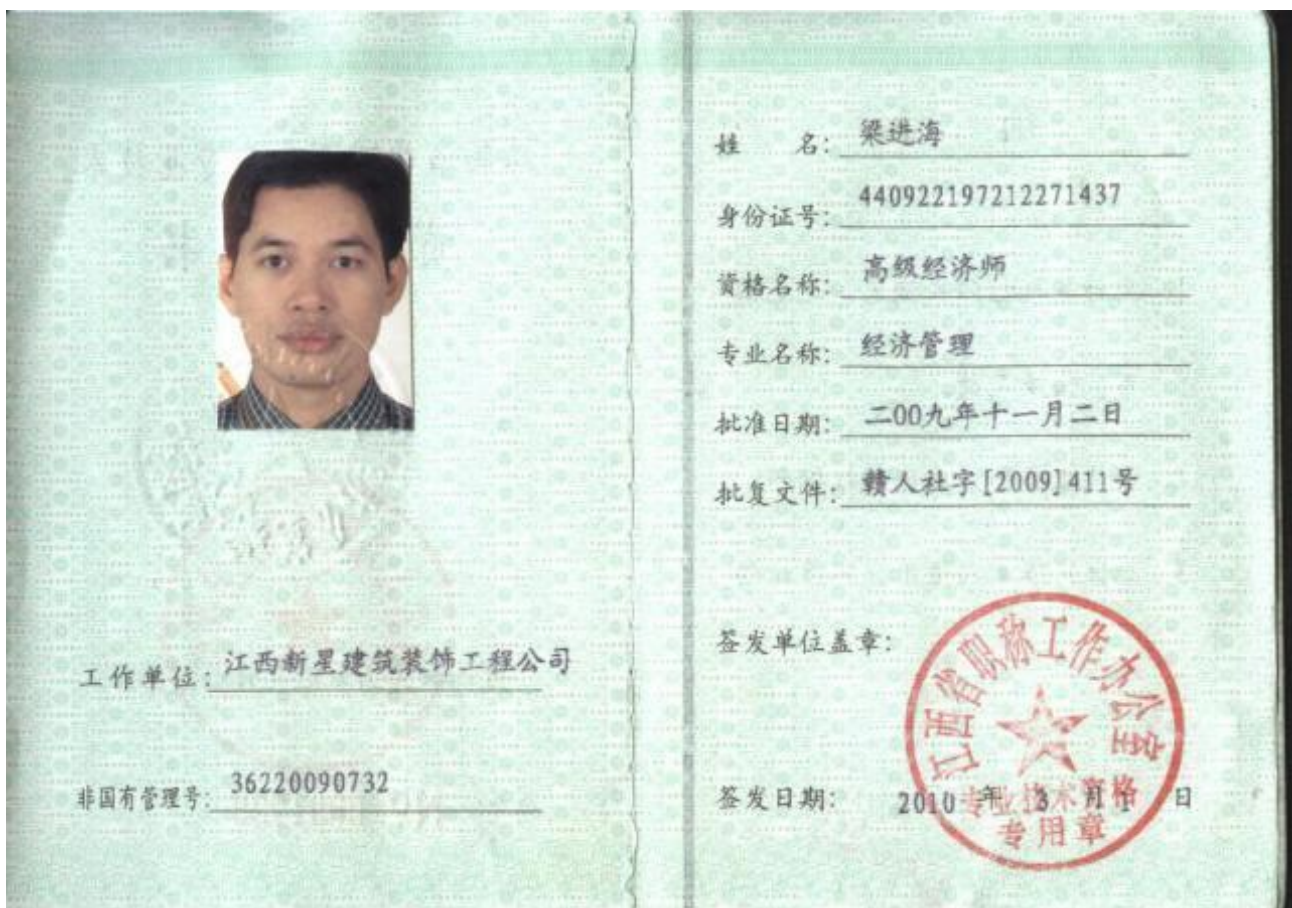 工作单位：江西新星建筑装饰工程公司
非国有管理号：36220090732
姓 名：梁进海
身份证号：440922197212271437
资格名称：高级经济师
专业名称：经济管理
批准日期：二00九年十一月二日
批复文件：赣人社字[2009]411号
签发单位盖章：
江西省职称工作办公室
专业技术资格
专用章
签发日期： 2010 年 3 月 1 日